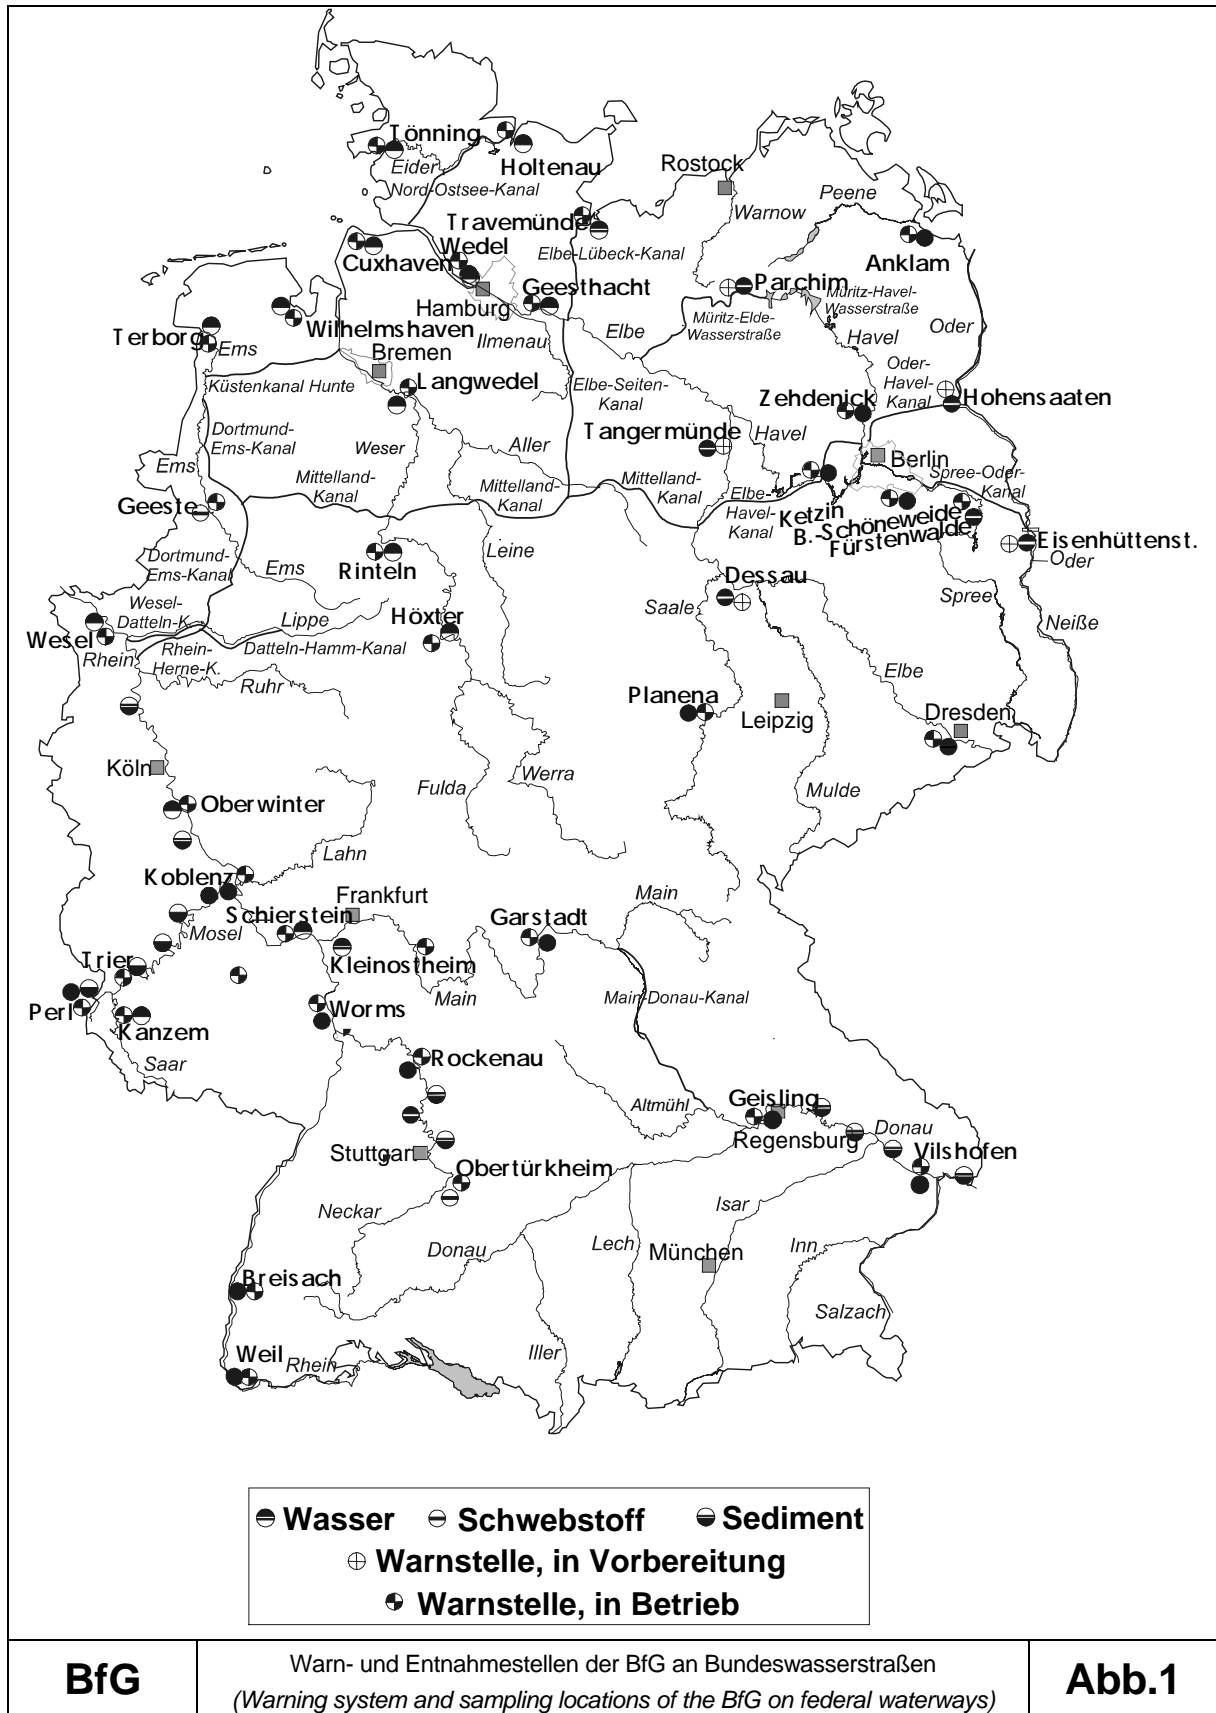 Tönning
Holtenau
Eider
Nord-Ostsee-Kanal
Rostock
Peene
Warnow
Travemünde
Wedel
Cuxhaven
Elbe-Lübeck-Kanal
Anklam
Parchim
Geesthacht
Hamburg
Müritz-Havel-
Wasserstraße
Müritz-Elde-
Wasserstraße
Wilhelmshaven
Terborg
Ems
Ilmenau
Elbe
Havel
Oder
Bremen
Langwedel
Küstenkanal Hunte
Elbe-Seiten-
Kanal
Oder-
Havel-
Kanal
Zehdenick
Hohensaaten
Dortmund-
Ems-Kanal
Weser
Aller
Tangermünde
Havel
Berlin
Ems
Mittelland-
Kanal
Mittelland-
Kanal
Mittelland-
Kanal
Elbe-
Havel-
Kanal
Spree-Oder-
Kanal
Geeste
Ketzin
B.-Schöneweide
Fürstenwalde
Eisenhüttenst.
Oder
Dortmund-
Ems-Kanal
Ems
Rinteln
Leine
Dessau
Saale
Spree
Neiße
Wesel-
Datteln-K.
Lippe
Höxter
Wesel
Rhein
Rhein-
Herne-K.
Datteln-Hamm-Kanal
Ruhr
Elbe
Planena
Leipzig
Dresden
Köln
Fulda
Werra
Mulde
Oberwinter
Lahn
Koblenz
Frankfurt
Main
Schierstein
Garstadt
Mosel
Trier
Kleinostheim
Main
Main-Donau-Kanal
Perl
Kanzem
Worms
Saar
Rockenau
Altmühl
Geisling
Regensburg
Donau
Vilshofen
Stuttgart
Obertürkheim
Neckar
Donau
Lech
Isar
München
Inn
Salzach
Breisach
Weil
Rhein
Iller
Wasser Schwebstoff Sediment
Warnstelle, in Vorbereitung
Warnstelle, in Betrieb
BfG
Warn- und Entnahmestellen der BfG an Bundeswasserstraßen
(Warning system and sampling locations of the BfG on federal waterways)
Abb.1